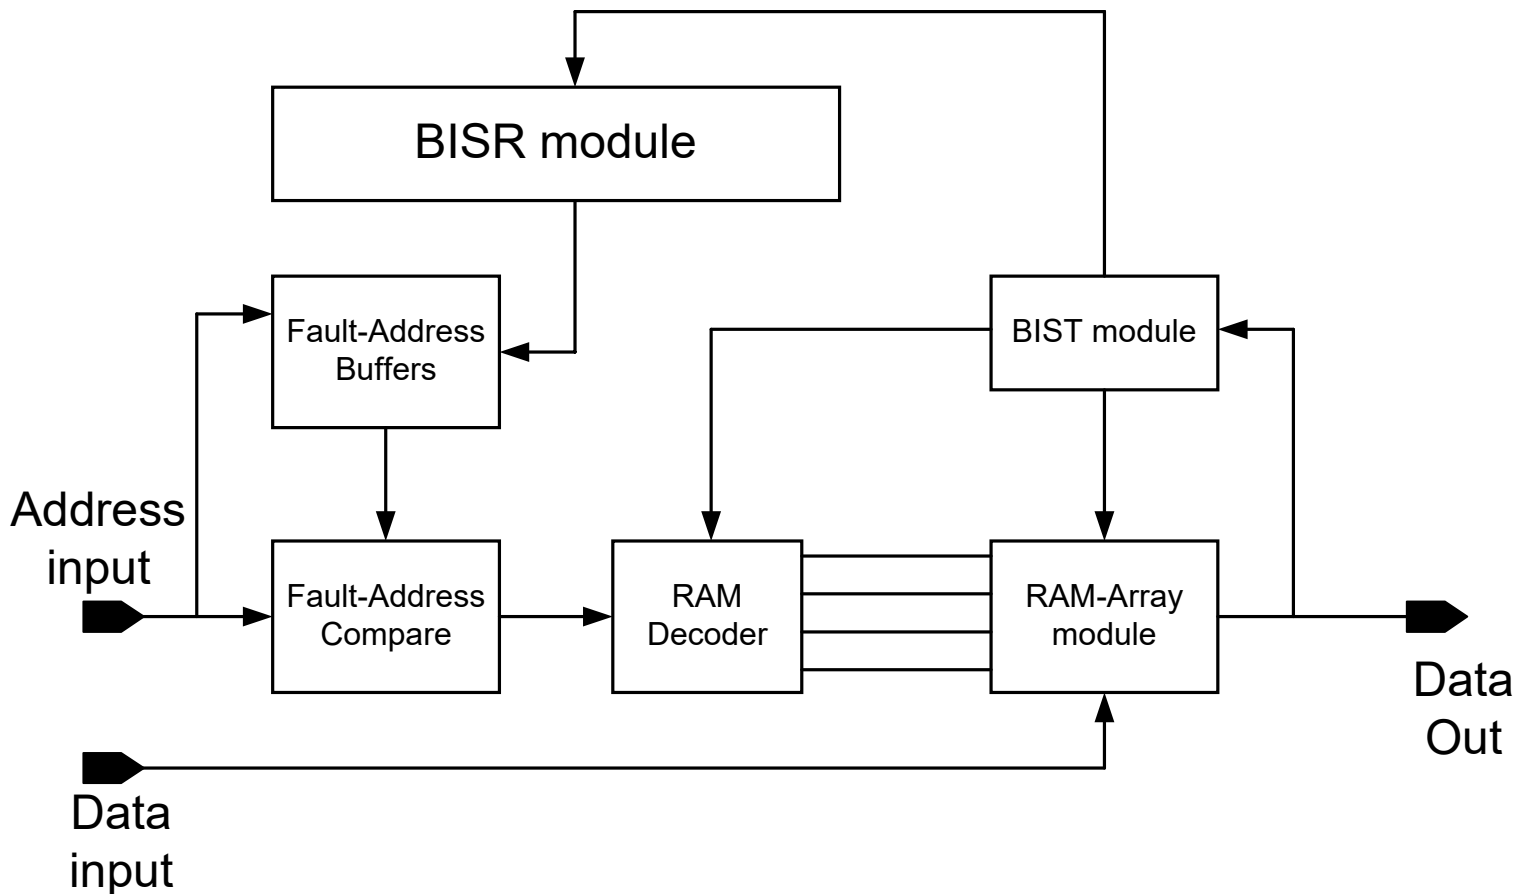 BISR module
Fault-Address
Buffers
BIST module
Address
input
Fault-Address
Compare
RAM
Decoder
RAM-Array
module
Data
Out
Data
input